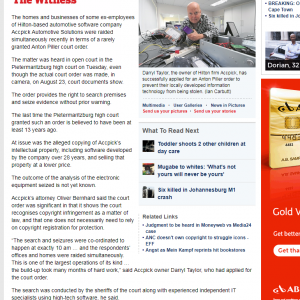 The Witness
The homes and businesses of some ex-employees
of Hilton-based automotive software company
Accpick Automotive Solutions were raided
simultaneously recently in terms of a rarely
granted Anton Piller court order.
The matter was heard in open court in the
Pietermaritzburg high court on Tuesday, even
though the actual court order was made, in
camera, on August 23, court documents show.
The order provides the right to search premises
and seize evidence without prior warning.
The last time the Pietermaritzburg high court
granted such an order is believed to have been at
least 15 years ago.
At issue was the alleged copying of Accpick's
intellectual property, including software developed
by the company over 28 years, and selling that
property at a lower price.
The outcome of the analysis of the electronic
equipment seized is not yet known.
Accpick's attorney Oliver Bernhard said the court
order was significant in that it shows the court
recognises copyright infringement as a matter of
law, and that one does not necessarily need to rely
on copyright registration for protection.
"The search and seizures were co-ordinated to
happen at exactly 10 am ... and the respondents'
offices and homes were raided simultaneously.
"This is one of the largest operations of its kind ...
the build-up took many months of hard work," said Accpick owner Darryl Taylor, who had applied
for the court order.
The search was conducted by the sheriffs of the court along with experienced independent IT
specialists using high-tech software, he said.
Darryl Taylor, the owner of Hilton firm Accpick, has
successfully applied for an Anton Piller order to
prevent their locally developed information
technology from being stolen. (Ian Carbutt)
Multimedia · User Galleries · News in Pictures
Send us your pictures · Send us your stories
What To Read Next
Toddler shoots 2 other children at
day care
Mugabe to whites: 'What's not
yours will never be yours'
Six killed in Johannesburg M1
crash
Related Links
Judgment to be heard in Moneyweb vs Media24
case
ANC doesn't own copyright to struggle icons -
EFF
Angst as Main Kampf reprints hit bookstores
BREAKING: O
Cape Town
Six killed in
Dorian, 32
ABSA
Gold V